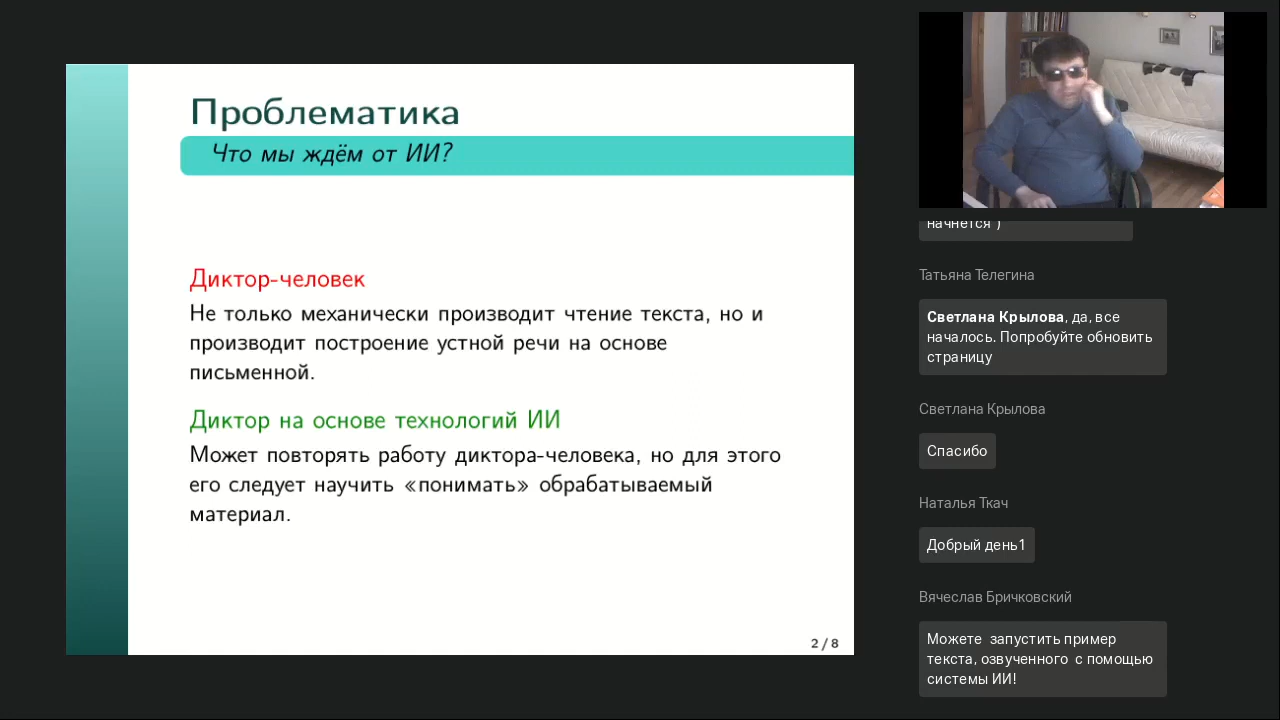 Проблематика
Что мы ждём от ИИ?
Диктор-человек
Не только механически производит чтение текста, но и
производит построение устной речи на основе
письменной.
Диктор на основе технологий ИИ
Может повторять работу диктора-человека, но для этого
его следует научить «понимать» обрабатываемый
материал.
2 / 8
начнется )
Татьяна Телегина
Светлана Крылова, да, все
началось. Попробуйте обновить
страницу
Светлана Крылова
Спасибо
Наталья Ткач
Добрый день1
Вячеслав Бричковский
Можете запустить пример
текста, озвученного с помощью
системы ИИ!